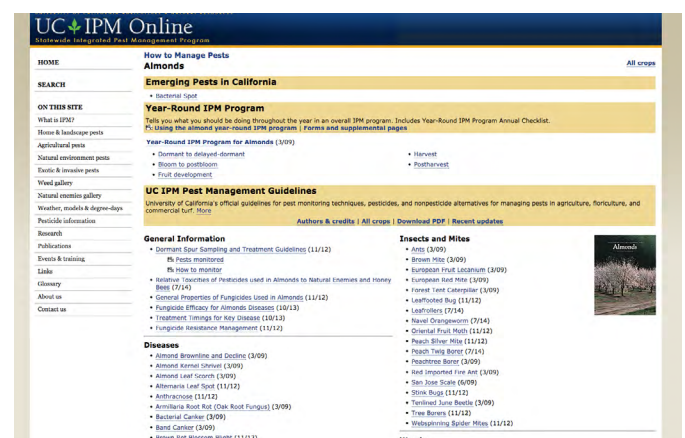 UC IPM Online
Statewide Integrated Pest Management Program
HOME
SEARCH
ON THIS SITE
What is IPM?
Home & landscape pests
Agricultural pests
Natural environment pests
Exotic & invasive pests
Weed gallery
Natural enemies gallery
Weather, models & degree-days
Pesticide information
Research
Publications
Events & training
Links
Glossary
About us
Contact us
How to Manage Pests
Almonds
All crops
Emerging Pests in California
• Bacterial Spot
Year-Round IPM Program
Tells you what you should be doing throughout the year in an overall IPM program. Includes Year-Round IPM Program Annual Checklist.
Using the almond year-round IPM program | Forms and supplemental pages
Year-Round IPM Program for Almonds (3/09)
• Dormant to delayed-dormant
• Bloom to postbloom
• Fruit development
• Harvest
• Postharvest
UC IPM Pest Management Guidelines
University of California's official guidelines for pest monitoring techniques, pesticides, and nonpesticide alternatives for managing pests in agriculture, floriculture, and
commercial turf. More
Authors & credits | All crops | Download PDF | Recent updates
General Information
• Dormant Spur Sampling and Treatment Guidelines (11/12)
Pests monitored
How to monitor
• Relative Toxicities of Pesticides used in Almonds to Natural Enemies and Honey
Bees (7/14)
• General Properties of Fungicides Used in Almonds (11/12)
• Fungicide Efficacy for Almonds Diseases (10/13)
• Treatment Timings for Key Disease (10/13)
• Fungicide Resistance Management (11/12)
Diseases
• Almond Brownline and Decline (3/09)
• Almond Kernel Shrivel (3/09)
• Almond Leaf Scorch (3/09)
• Alternaria Leaf Spot (11/12)
• Anthracnose (11/12)
• Armillaria Root Rot (Oak Root Fungus) (3/09)
• Bacterial Canker (3/09)
• Band Canker (3/09)
• Brown Rot Blossom Blight (11/12)
Insects and Mites
• Ants (3/09)
• Brown Mite (3/09)
• European Fruit Lecanium (3/09)
• European Red Mite (3/09)
• Forest Tent Caterpillar (3/09)
• Leaffooted Bug (11/12)
• Leafrollers (7/14)
• Navel Orangeworm (7/14)
• Oriental Fruit Moth (11/12)
• Peach Silver Mite (11/12)
• Peach Twig Borer (7/14)
• Peachtree Borer (3/09)
• Red Imported Fire Ant (3/09)
• San Jose Scale (6/09)
• Stink Bugs (11/12)
• Tenlined June Beetle (3/09)
• Tree Borers (11/12)
• Webspinning Spider Mites (11/12)
Almonds